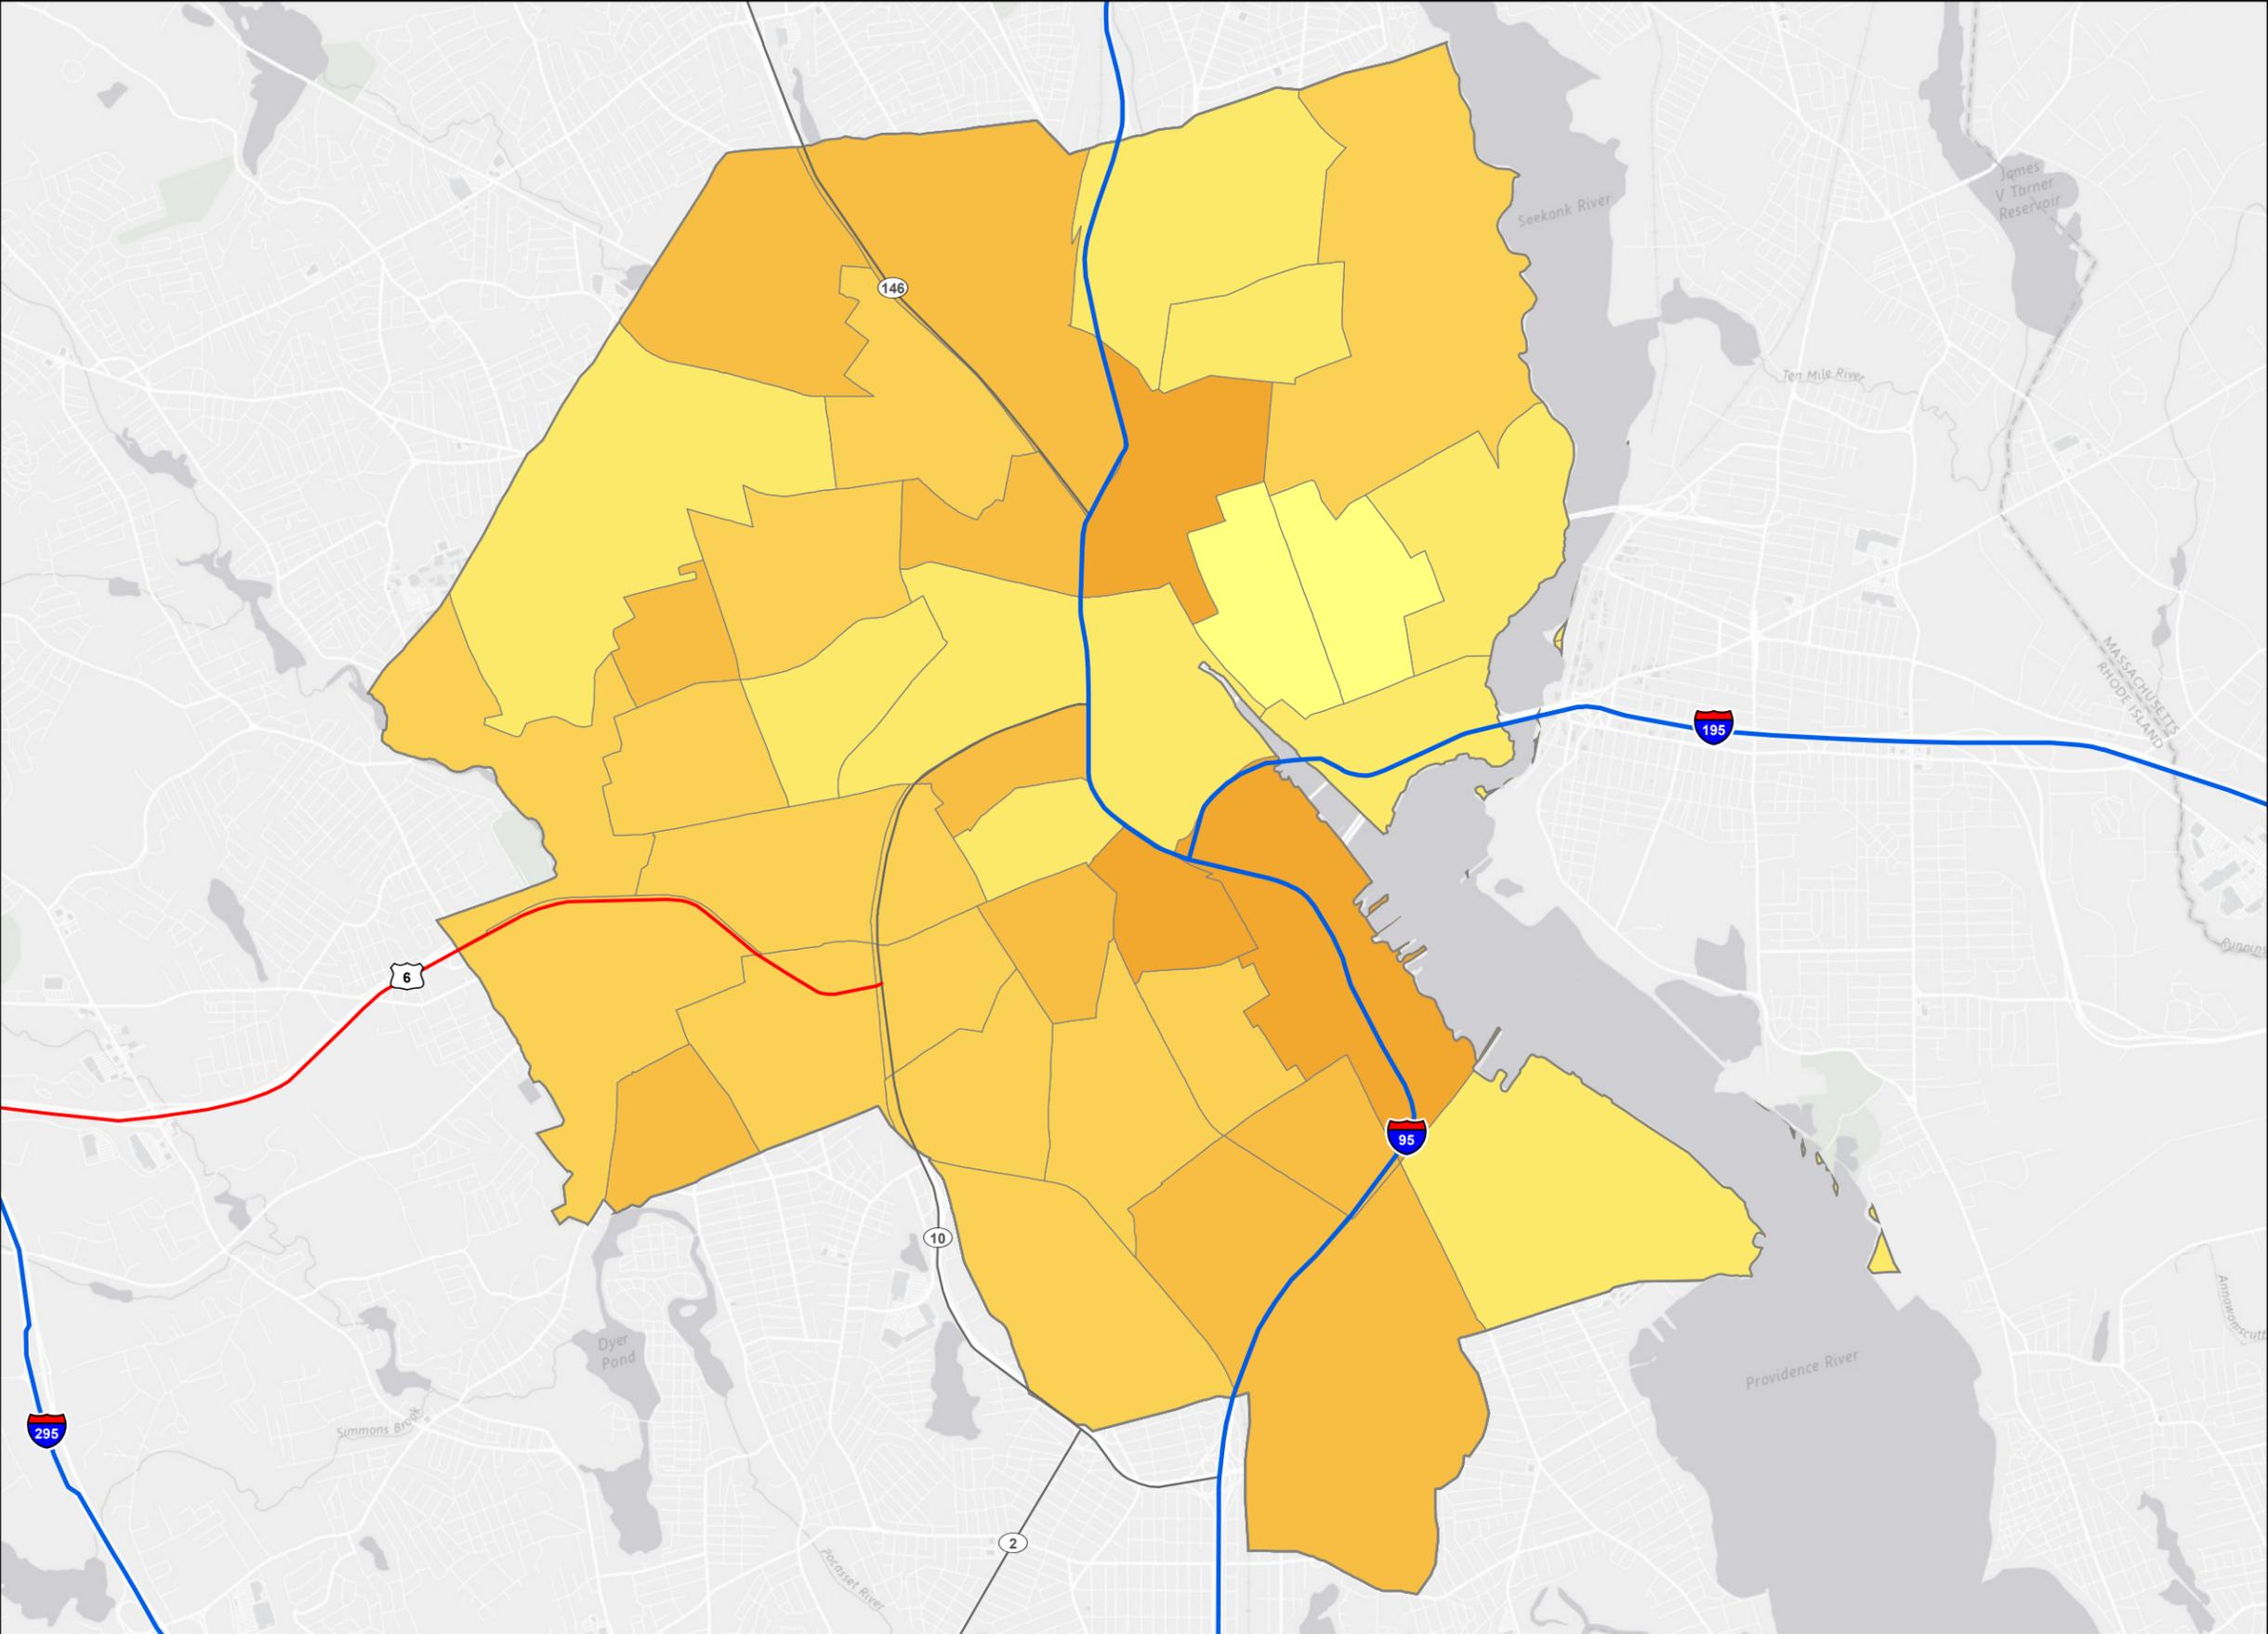 James
V Turner
Reservoir
Seekonk River
146
Ten Mile River
MASSACHUSETTS
RHODE ISLAND
195
6
Runnins
95
10
Annawomscutt
Dyer
Pond
Providence River
Simmons Brook
295
2
Pocasset River